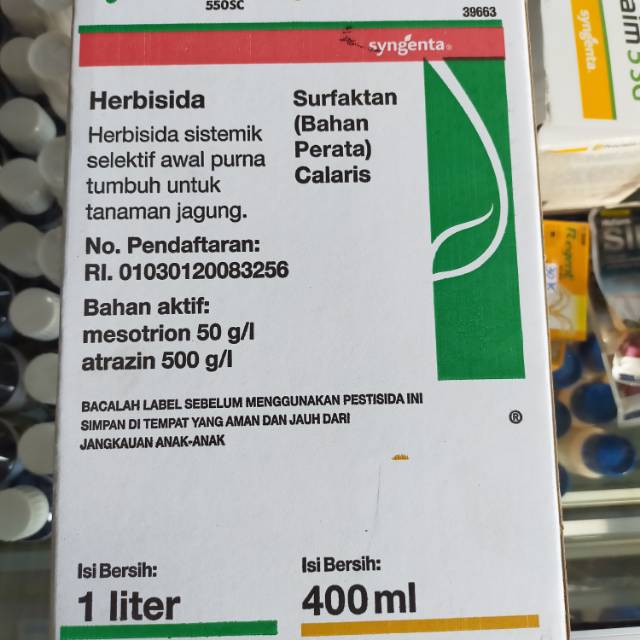 550SC
39663
syngenta®
Herbisida
Herbisida sistemik
selektif awal purna
tumbuh untuk
tanaman jagung.
Surfaktan
(Bahan
Perata)
Calaris
No. Pendaftaran:
RI. 01030120083256
Bahan aktif:
mesotrion 50 g/l
atrazin 500 g/l
BACALAH LABEL SEBELUM MENGGUNAKAN PESTISIDA INI
SIMPAN DI TEMPAT YANG AMAN DAN JAUH DARI
JANGKAUAN ANAK-ANAK
®
Isi Bersih:
1 liter
Isi Bersih:
400 ml
syngenta